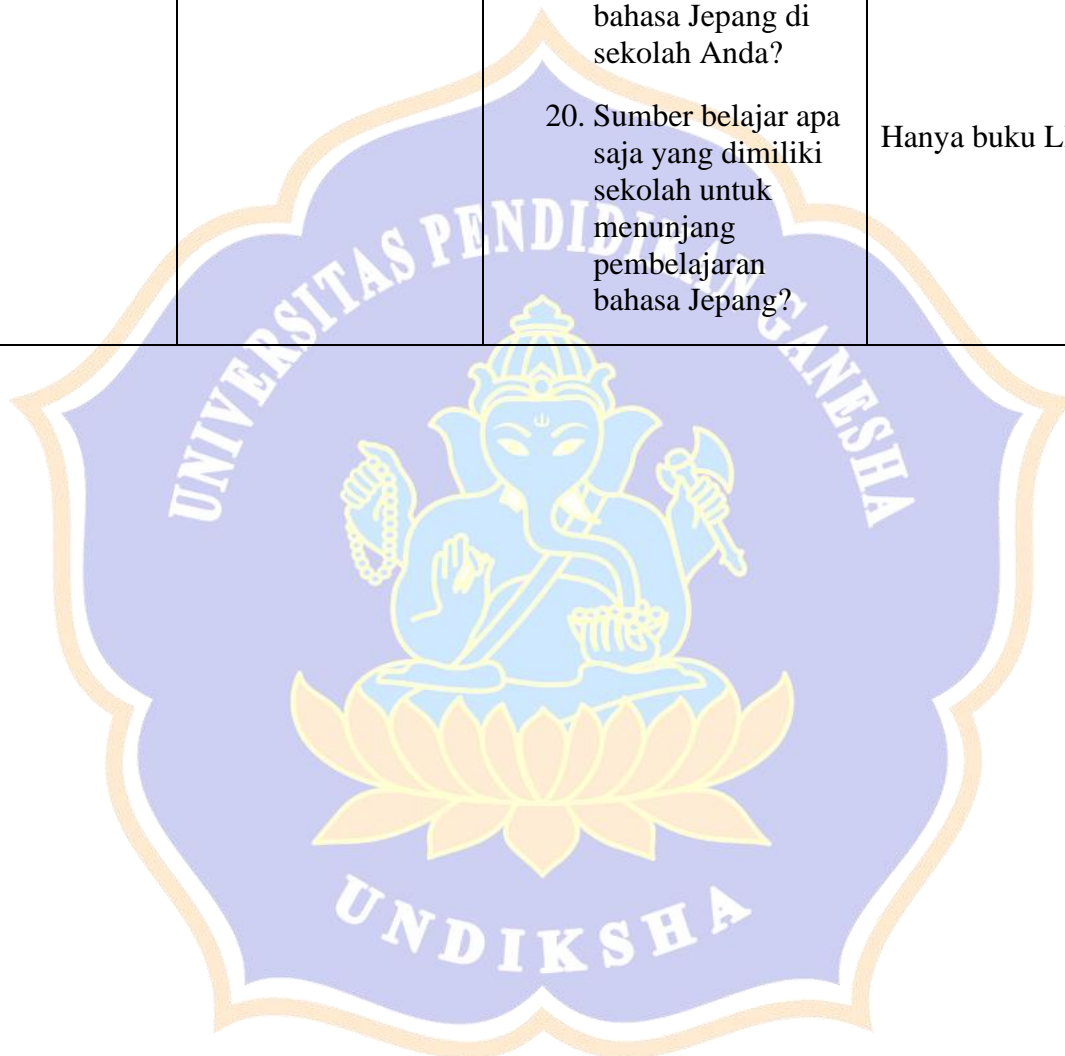 bahasa Jepang di
sekolah Anda?
20. Sumber belajar apa
saja yang dimiliki
sekolah untuk
menunjang
pembelajaran
bahasa Jepang?
Hanya buku
UNIVERSITAS PENDIDIKAN GANESHA
UNDIKSHA